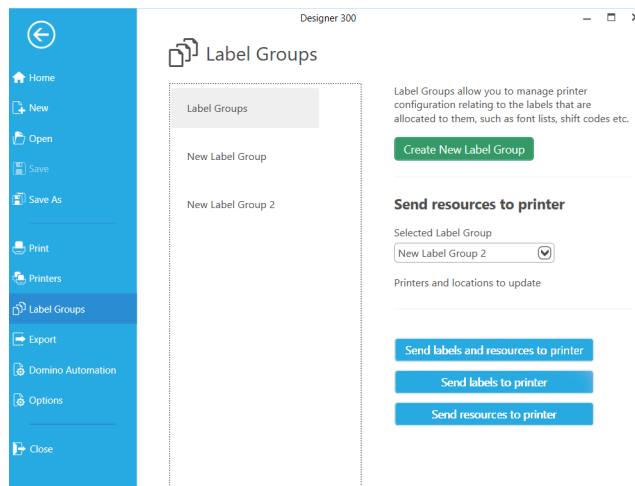 Designer 300
Label Groups
Home
New
Open
Save
Save As
Print
Printers
Label Groups
Export
Domino Automation
Options
Close
Label Groups
New Label Group
New Label Group 2
Label Groups allow you to manage printer
configuration relating to the labels that are
allocated to them, such as font lists, shift codes etc.
Create New Label Group
Send resources to printer
Selected Label Group
New Label Group 2
Printers and locations to update
Send labels and resources to printer
Send labels to printer
Send resources to printer